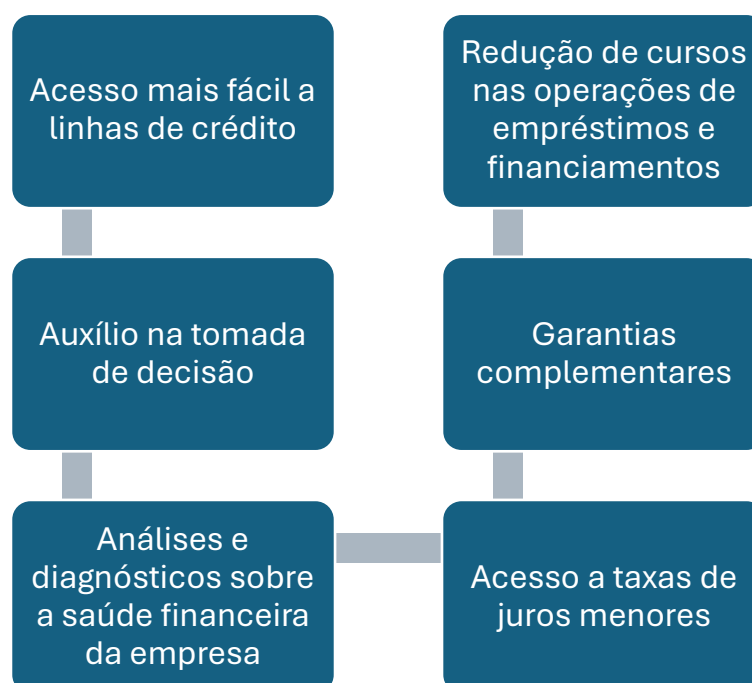 Acesso mais fácil a
linhas de crédito
Auxílio na tomada
de decisão
Análises e
diagnósticos sobre
a saúde financeira
da empresa
Acesso a taxas de
juros menores
Garantias
complementares
Redução de cursos
nas operações de
empréstimos e
financiamentos